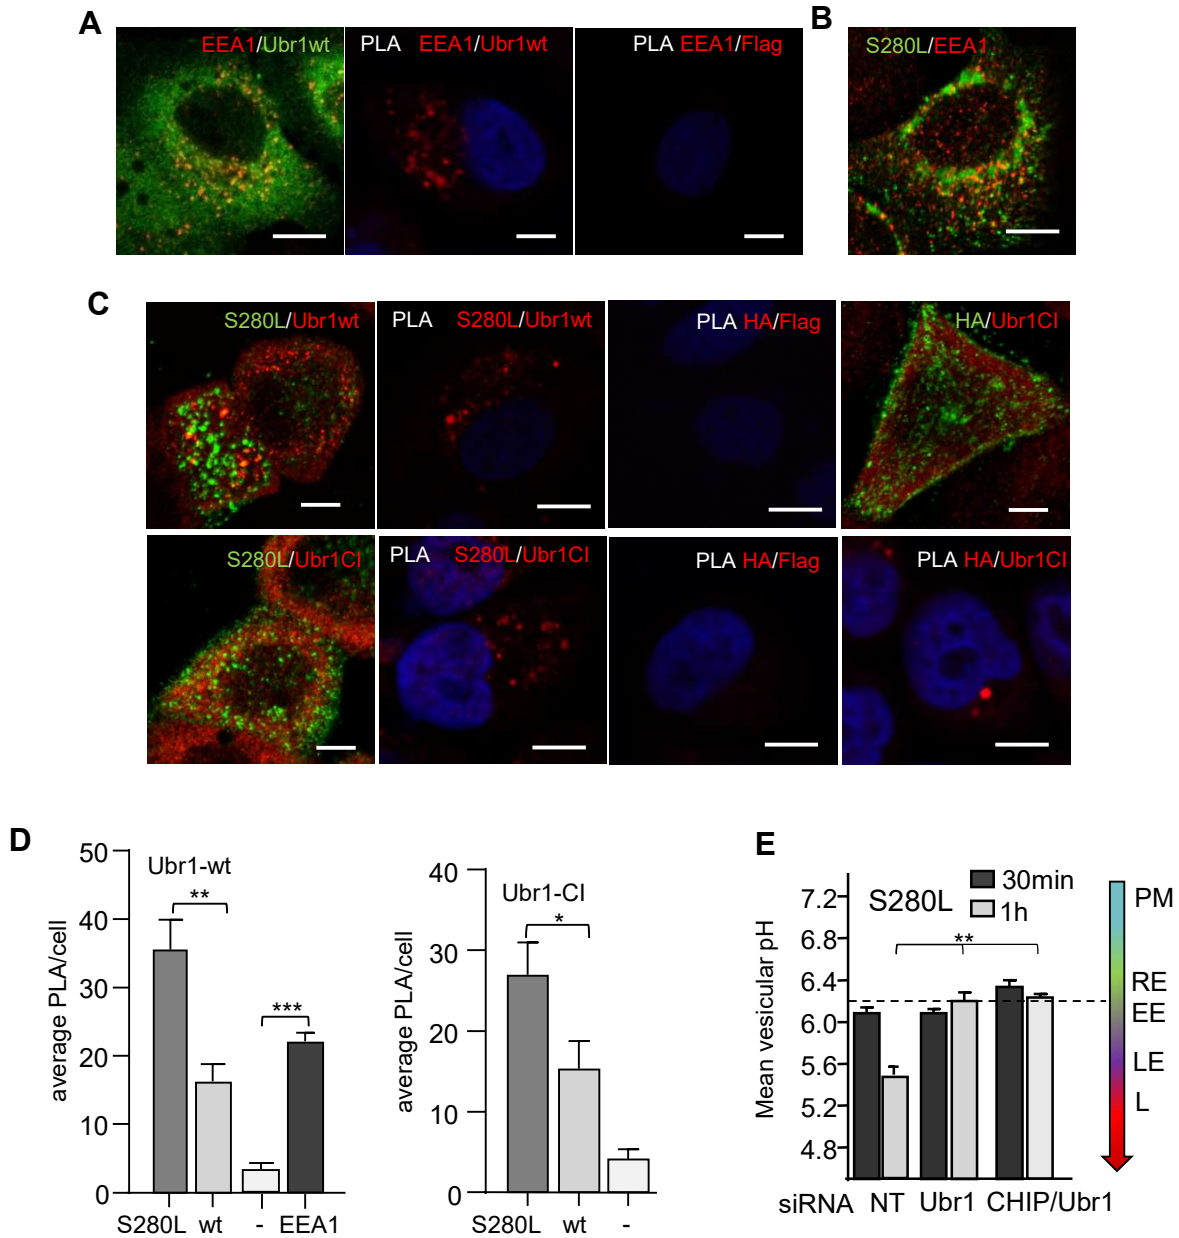 A
B
EEA1/Ubr1wt
PLA EEA1/Ubr1wt
PLA EEA1/Flag
S280L/EEA1
C
S280L/Ubr1wt
PLA S280L/Ubr1wt
PLA HA/Flag
HA/Ubr1CI
S280L/Ubr1CI
PLA S280L/Ubr1CI
PLA HA/Flag
PLA HA/Ubr1CI
D
average PLA/cell
50
40
30
20
10
0
Ubr1-wt
**
***
S280L wt - EEA1
average PLA/cell
40
30
20
10
0
Ubr1-CI
*
S280L wt -
E
Mean vesicular pH
7.2
6.8
6.4
6.0
5.6
5.2
4.8
S280L
30min
1h
**
siRNA NT Ubr1 CHIP/Ubr1
PM
RE
EE
LE
L